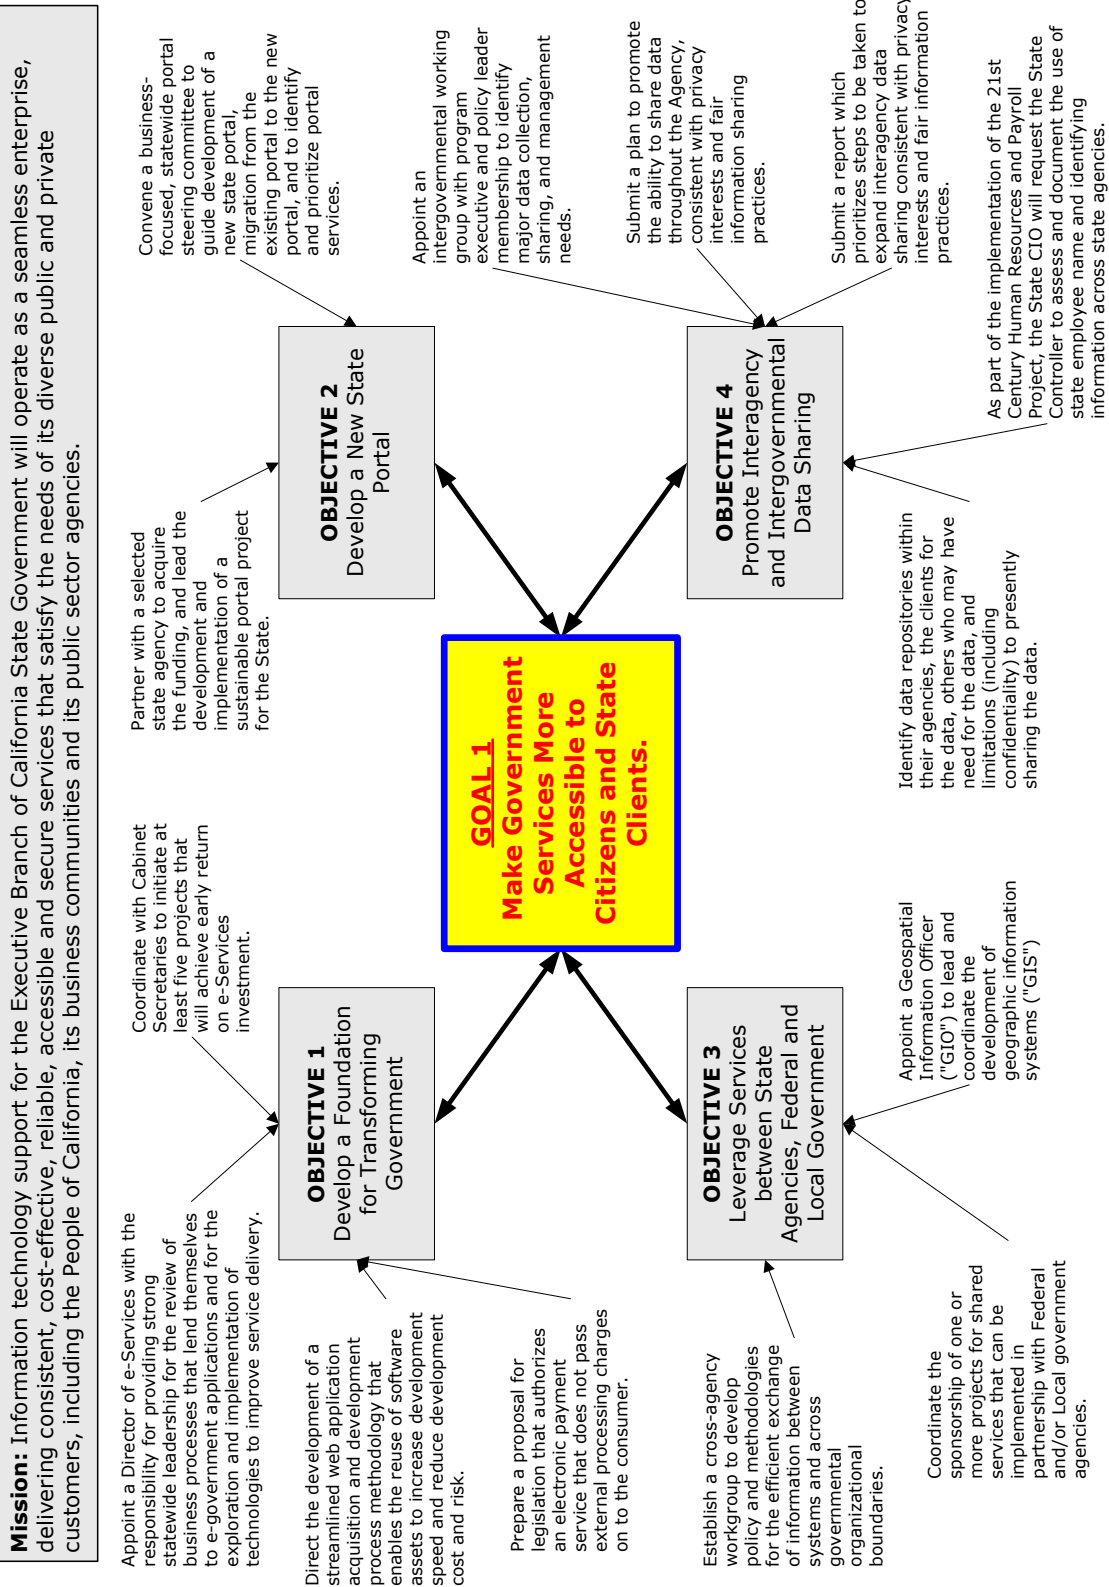 Mission: Information technology support for the Executive Branch of California State Government will operate as a seamless enterprise,
delivering consistent, cost-effective, reliable, accessible and secure services that satisfy the needs of its diverse public and private
customers, including the People of California, its business communities and its public sector agencies.
Appoint a Director of e-Services with the
responsibility for providing strong
statewide leadership for the review of
business processes that lend themselves
to e-government applications and for the
exploration and implementation of
technologies to improve service delivery.
Coordinate with Cabinet
Secretaries to initiate at
least five projects that
will achieve early return
on e-Services
investment.
Partner with a selected
state agency to acquire
the funding, and lead the
development and
implementation of a
sustainable portal project
for the State.
Convene a business-
focused, statewide portal
steering committee to
guide development of a
new state portal,
migration from the
existing portal to the new
portal, and to identify
and prioritize portal
services.
Direct the development of a
streamlined web application
acquisition and development
process methodology that
enables the reuse of software
assets to increase development
speed and reduce development
cost and risk.
OBJECTIVE 1
Develop a Foundation
for Transforming
Government
OBJECTIVE 2
Develop a New State
Portal
Appoint an
intergovernmental working
group with program
executive and policy leader
membership to identify
major data collection,
sharing, and management
needs.
Prepare a proposal for
legislation that authorizes
an electronic payment
service that does not pass
external processing charges
on to the consumer.
GOAL 1
Make Government
Services More
Accessible to
Citizens and State
Clients.
Submit a plan to promote
the ability to share data
throughout the Agency,
consistent with privacy
interests and fair
information sharing
practices.
Establish a cross-agency
workgroup to develop
policy and methodologies
for the efficient exchange
of information between
systems and across
governmental
organizational
boundaries.
OBJECTIVE 3
Leverage Services
between State
Agencies, Federal and
Local Government
OBJECTIVE 4
Promote Interagency
and Intergovernmental
Data Sharing
Submit a report which
prioritizes steps to be taken to
expand interagency data
sharing consistent with privacy
interests and fair information
practices.
Coordinate the
sponsorship of one or
more projects for shared
services that can be
implemented in
partnership with Federal
and/or Local government
agencies.
Appoint a Geospatial
Information Officer
("GIO") to lead and
coordinate the
development of
geographic information
systems ("GIS")
Identify data repositories within
their agencies, the clients for
the data, others who may have
need for the data, and
limitations (including
confidentiality) to presently
sharing the data.
As part of the implementation of the 21st
Century Human Resources and Payroll
Project, the State CIO will request the State
Controller to assess and document the use of
state employee name and identifying
information across state agencies.